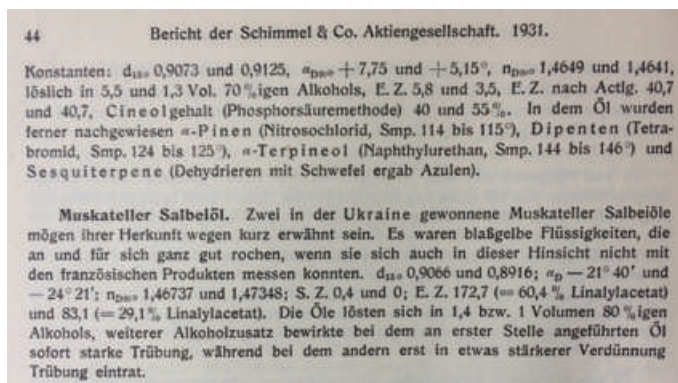 44 Bericht der Schimmel & Co. Aktiengesellschaft. 1931.
Konstanten: d₁₅° 0,9073 und 0,9125, α_D20° + 7,75 und + 5,15°, n_D20° 1,4649 und 1,4641,
löslich in 5,5 und 1,3 Vol. 70 %igen Alkohols, E. Z. 5,8 und 3,5, E. Z. nach Actlg. 40,7
und 40,7, Cineolgehalt (Phosphorsäuremethode) 40 und 55 %. In dem Öl wurden
ferner nachgewiesen α-Pinen (Nitrosochlorid, Smp. 114 bis 115°), Dipenten (Tetra-
bromid, Smp. 124 bis 125°), α-Terpineol (Naphthylurethan, Smp. 144 bis 146°) und
Sesquiterpene (Dehydrieren mit Schwefel ergab Azulen).
Muskateller Salbeiöl. Zwei in der Ukraine gewonnene Muskateller Salbeiöle
mögen ihrer Herkunft wegen kurz erwähnt sein. Es waren blaßgelbe Flüssigkeiten, die
an und für sich ganz gut rochen, wenn sie sich auch in dieser Hinsicht nicht mit
den französischen Produkten messen konnten. d₁₅° 0,9066 und 0,8916; α_D — 21° 40' und
— 24° 21'; n_D20° 1,46737 und 1,47348; S. Z. 0,4 und 0; E. Z. 172,7 (= 60,4 % Linalylacetat)
und 83,1 (= 29,1 % Linalylacetat). Die Öle lösten sich in 1,4 bzw. 1 Volumen 80 %igen
Alkohols, weiterer Alkoholzusatz bewirkte bei dem an erster Stelle angeführten Öl
sofort starke Trübung, während bei dem andern erst in etwas stärkerer Verdünnung
Trübung eintrat.